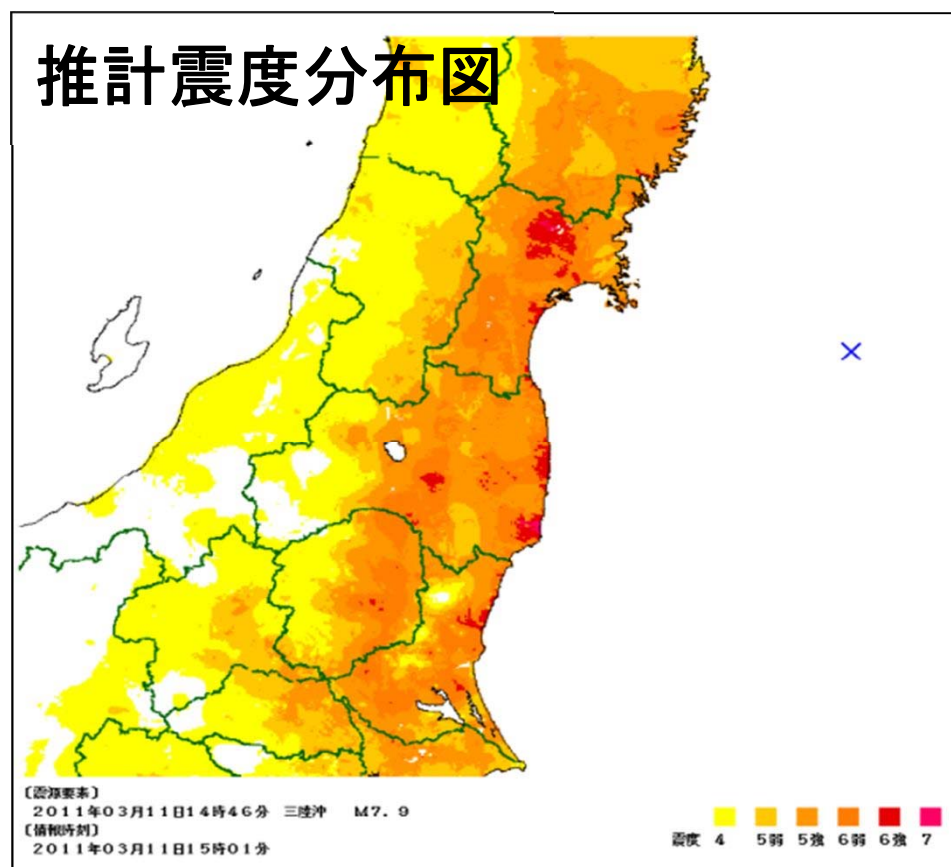 推計震度分布図
〔震源要素〕
２０１１年０３月１１日１４時４６分 三陸沖 Ｍ７．９
〔情報時刻〕
２０１１年０３月１１日１５時０１分
震度 4 5弱 5強 6弱 6強 7